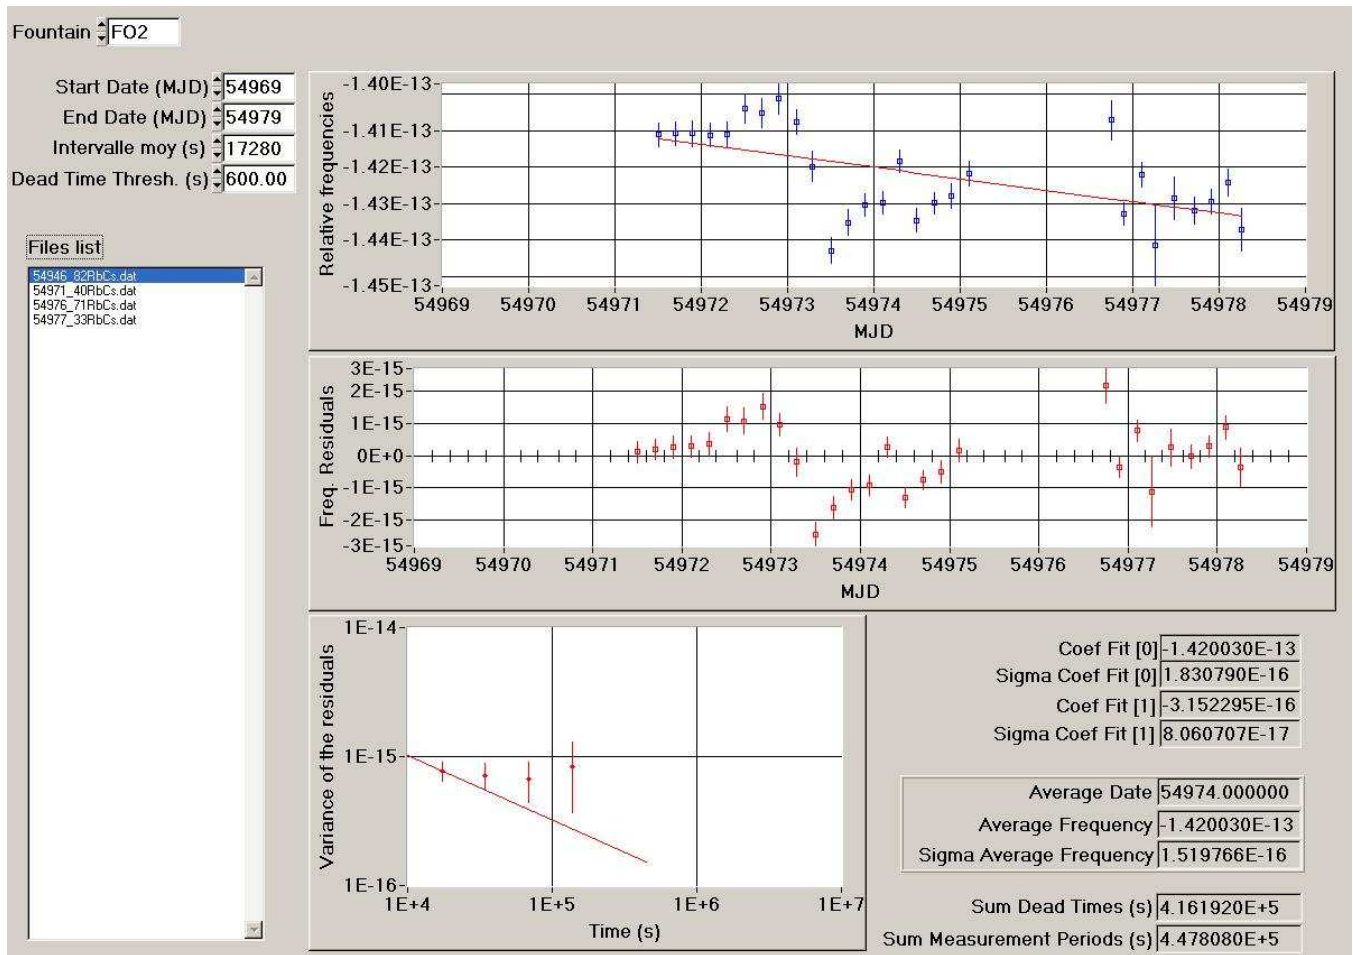 Fountain FO2
Start Date (MJD) 54969
End Date (MJD) 54979
Intervalle moy (s) 17280
Dead Time Thresh. (s) 600.00
Files list
54946_82RbCs.dat
54971_40RbCs.dat
54976_71RbCs.dat
54977_33RbCs.dat
Relative frequencies
-1.40E-13
-1.41E-13
-1.42E-13
-1.43E-13
-1.44E-13
-1.45E-13
54969 54970 54971 54972 54973 54974 54975 54976 54977 54978 54979
MJD
Freq. Residuals
3E-15
2E-15
1E-15
0E+0
-1E-15
-2E-15
-3E-15
54969 54970 54971 54972 54973 54974 54975 54976 54977 54978 54979
MJD
Variance of the residuals
1E-14
1E-15
1E-16
1E+4 1E+5 1E+6 1E+7
Time (s)
Coef Fit [0] -1.420030E-13
Sigma Coef Fit [0] 1.830790E-16
Coef Fit [1] -3.152295E-16
Sigma Coef Fit [1] 8.060707E-17
Average Date 54974.000000
Average Frequency -1.420030E-13
Sigma Average Frequency 1.519766E-16
Sum Dead Times (s) 4.161920E+5
Sum Measurement Periods (s) 4.478080E+5